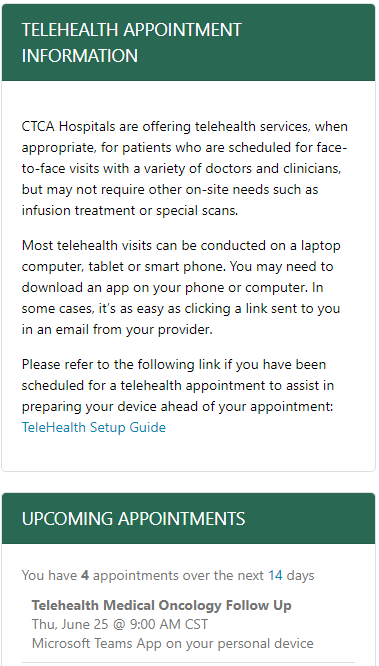 TELEHEALTH APPOINTMENT
INFORMATION
CTCA Hospitals are offering telehealth services, when
appropriate, for patients who are scheduled for face-
to-face visits with a variety of doctors and clinicians,
but may not require other on-site needs such as
infusion treatment or special scans.
Most telehealth visits can be conducted on a laptop
computer, tablet or smart phone. You may need to
download an app on your phone or computer. In
some cases, it’s as easy as clicking a link sent to you
in an email from your provider.
Please refer to the following link if you have been
scheduled for a telehealth appointment to assist in
preparing your device ahead of your appointment:
TeleHealth Setup Guide
UPCOMING APPOINTMENTS
You have 4 appointments over the next 14 days
Telehealth Medical Oncology Follow Up
Thu, June 25 @ 9:00 AM CST
Microsoft Teams App on your personal device